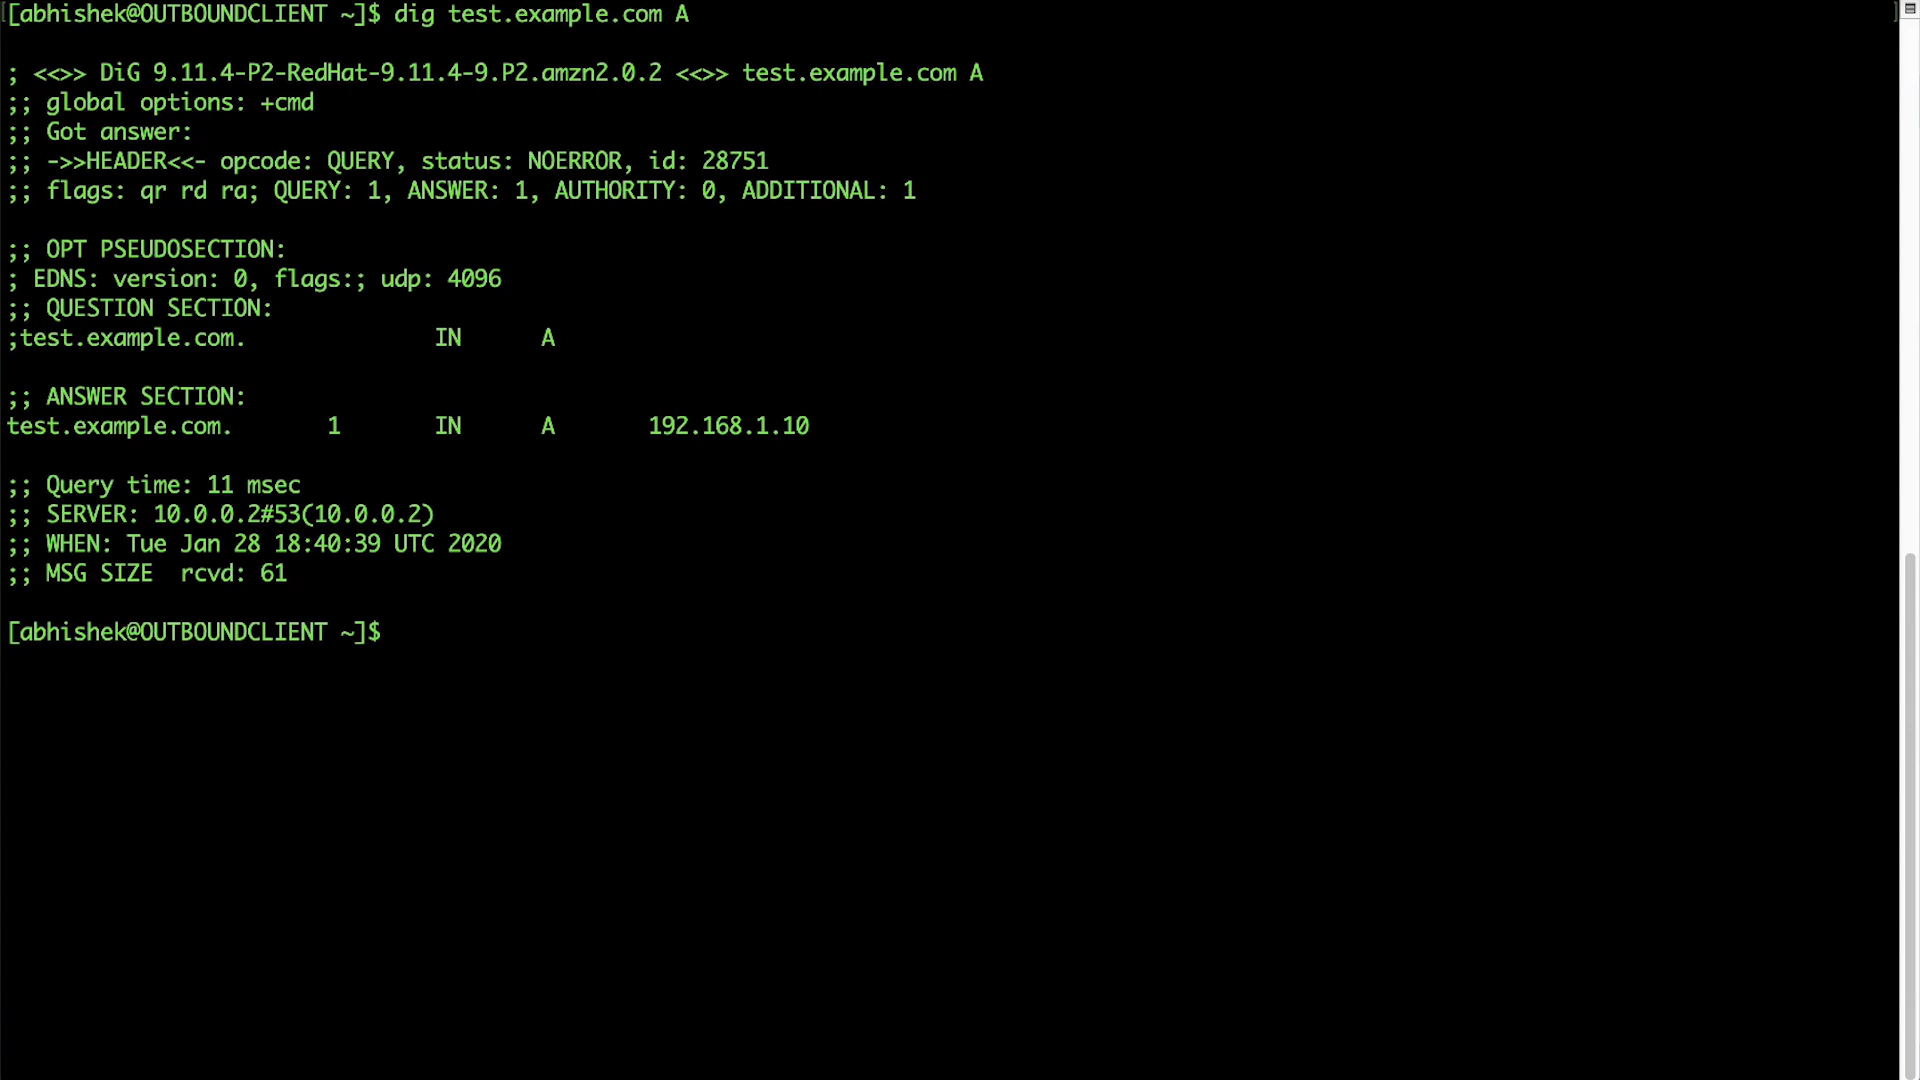 [abhishek@OUTBOUNDCLIENT ~]$ dig test.example.com A
; <<>> DiG 9.11.4-P2-RedHat-9.11.4-9.P2.amzn2.0.2 <<>> test.example.com A
;; global options: +cmd
;; Got answer:
;; ->>HEADER<<- opcode: QUERY, status: NOERROR, id: 28751
;; flags: qr rd ra; QUERY: 1, ANSWER: 1, AUTHORITY: 0, ADDITIONAL: 1
;; OPT PSEUDOSECTION:
; EDNS: version: 0, flags:; udp: 4096
;; QUESTION SECTION:
;test.example.com. IN A
;; ANSWER SECTION:
test.example.com. 1 IN A 192.168.1.10
;; Query time: 11 msec
;; SERVER: 10.0.0.2#53(10.0.0.2)
;; WHEN: Tue Jan 28 18:40:39 UTC 2020
;; MSG SIZE  rcvd: 61
[abhishek@OUTBOUNDCLIENT ~]$